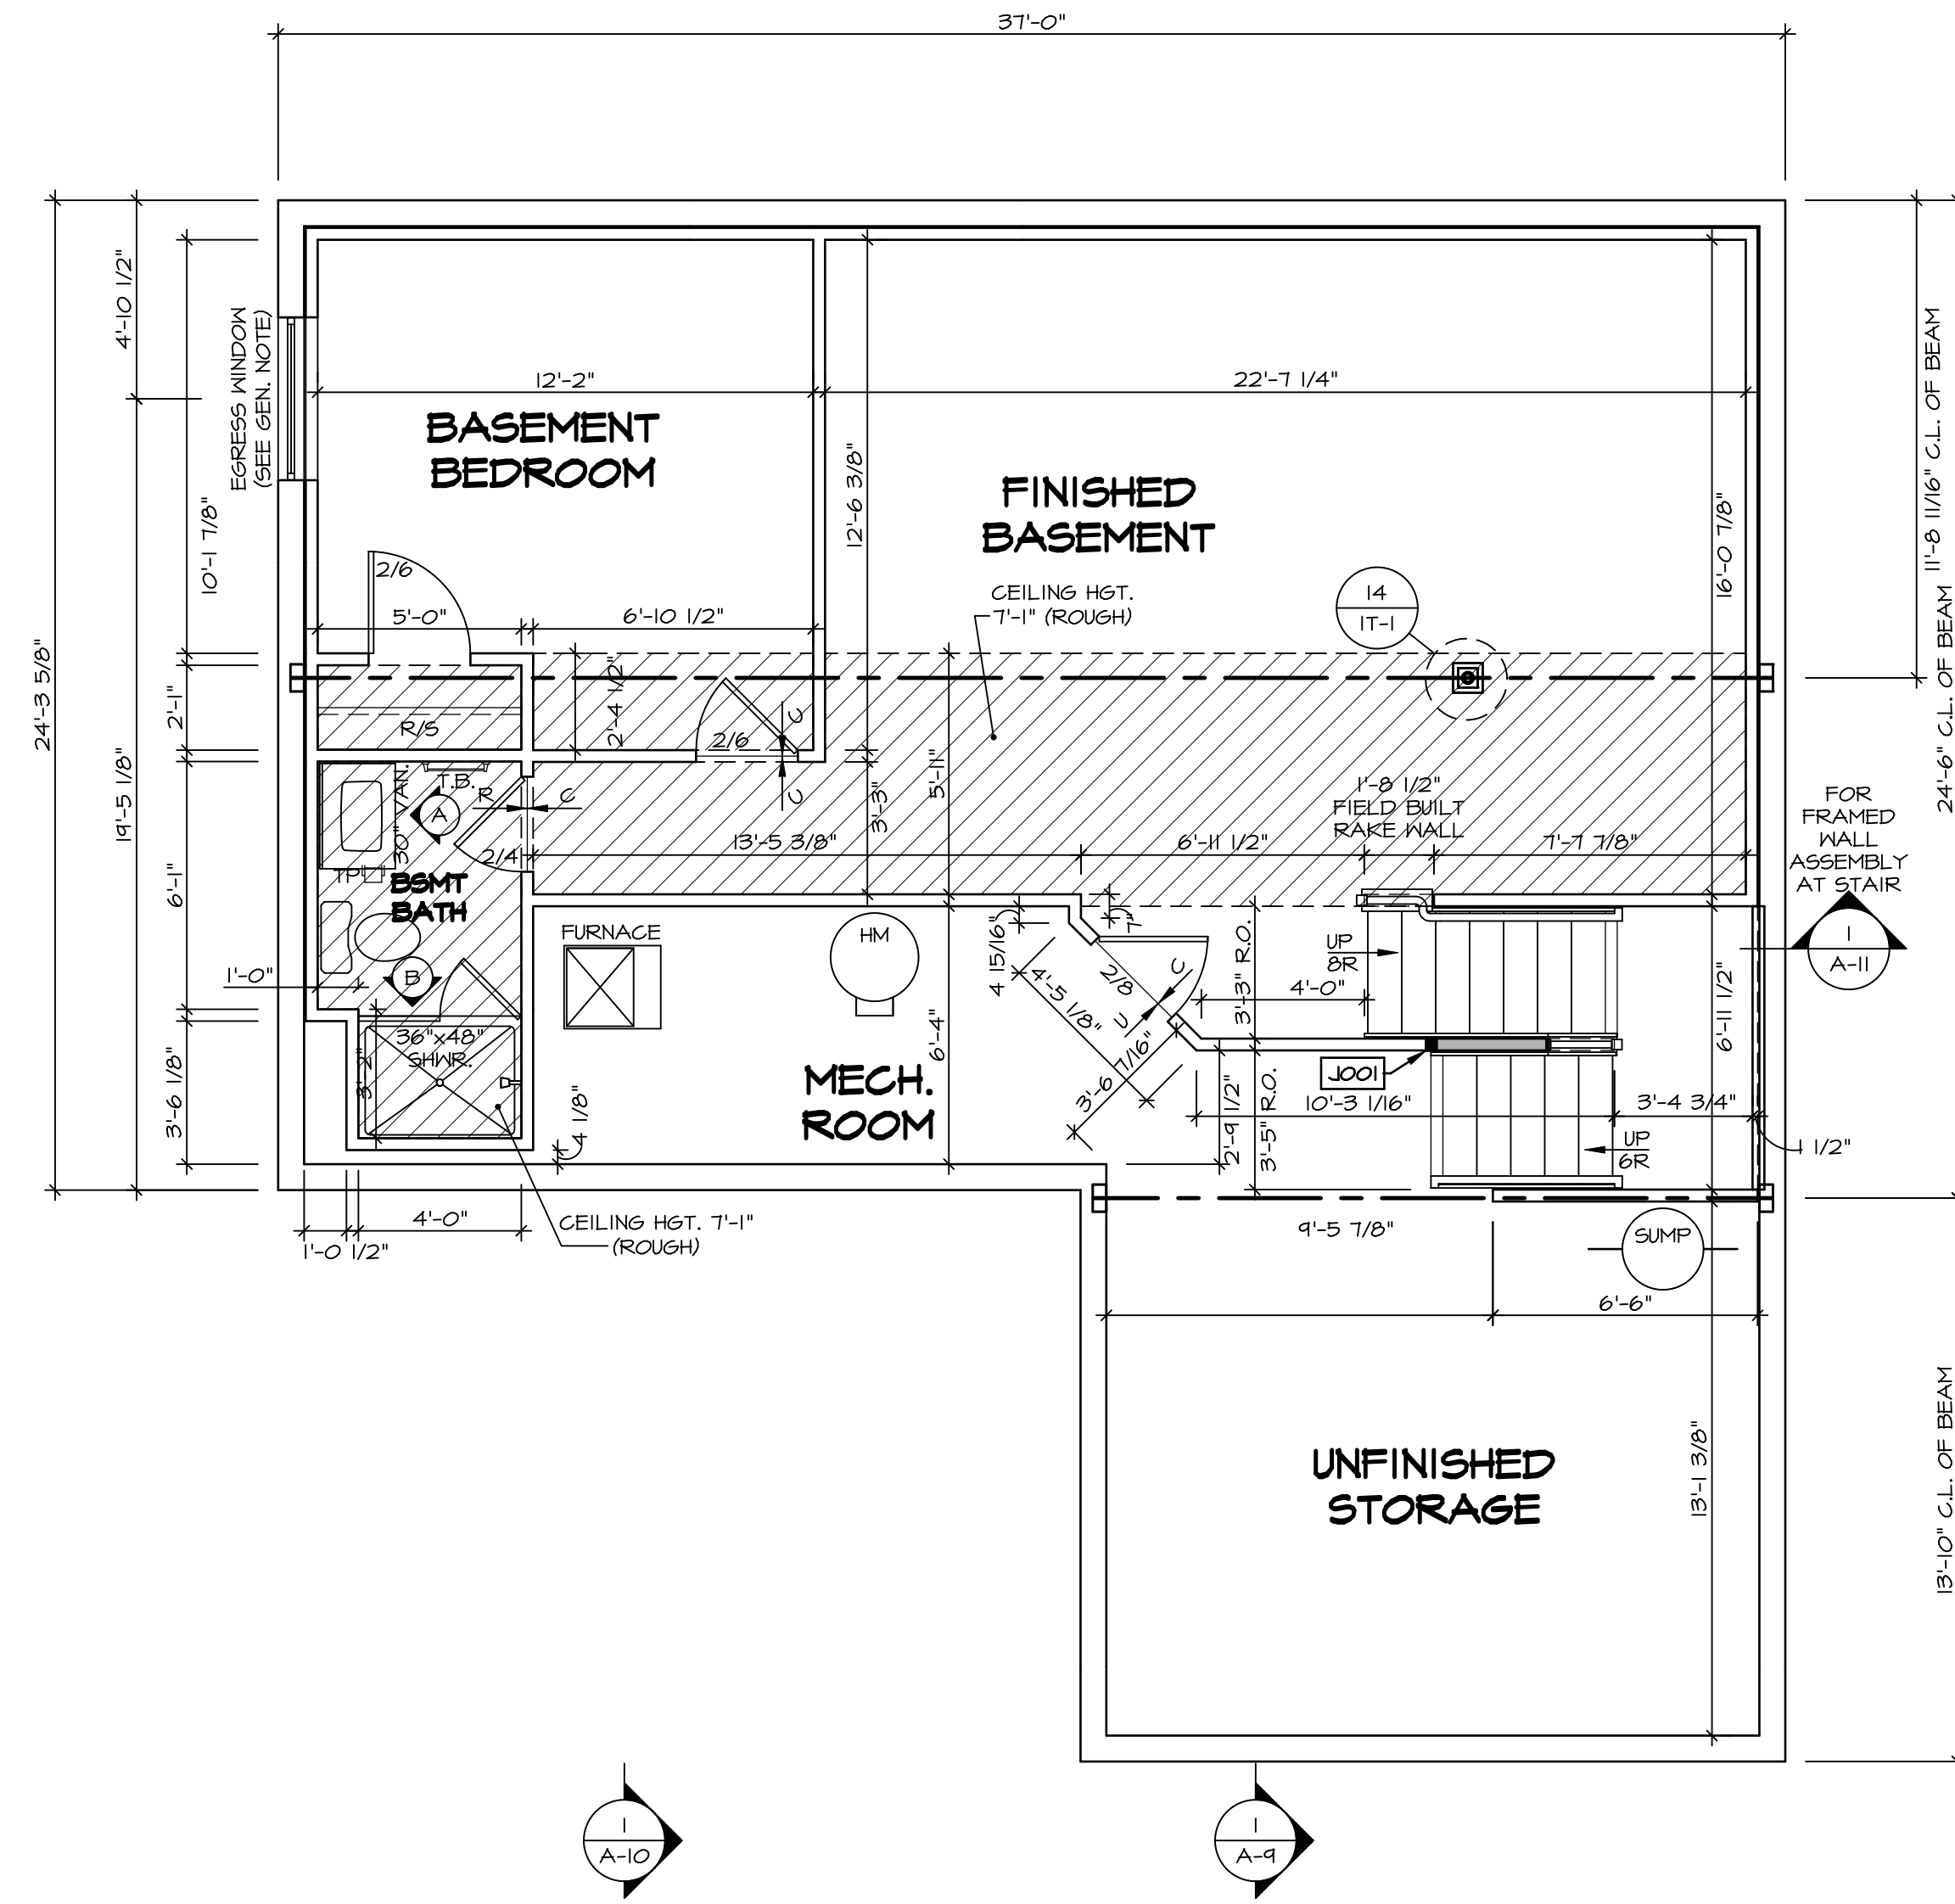 37'-0"
4'-10 1/2"
EGRESS WINDOW
(SEE GEN. NOTE)
11'-8 11/16" C.L. OF BEAM
12'-2"
22'-7 1/4"
BASEMENT
BEDROOM
12'-6 3/8"
FINISHED
BASEMENT
16'-0 7/8"
10'-1 7/8"
2/6
CEILING HGT.
7'-1" (ROUGH)
14
1T-1
5'-0"
6'-10 1/2"
24'-3 5/8"
24'-6" C.L. OF BEAM
2'-1"
2'-4 1/2"
R/S
2/6
C
C
19'-5 1/8"
5'-11"
3'-3"
T.B.
30" VAN.
R
C
A
1'-8 1/2"
FIELD BUILT
RAKE WALL
FOR
FRAMED
WALL
ASSEMBLY
AT STAIR
13'-5 3/8"
6'-11 1/2"
7'-7 7/8"
2/4
6'-1"
TP
BSMT
BATH
FURNACE
HM
4 15/16"
7"
3'-3" R.O.
UP
8R
1
A-11
1'-0"
B
2/8
C
C
4'-0"
6'-11 1/2"
4'-5 1/8"
6'-4"
36"x48"
SHWR.
3'-2"
3'-6 7/16"
J001
MECH.
ROOM
3'-6 1/8"
4 1/8"
2'-9 1/2"
3'-5" R.O.
10'-3 1/16"
3'-4 3/4"
1 1/2"
UP
6R
4'-0"
1'-0 1/2"
CEILING HGT. 7'-1"
(ROUGH)
9'-5 7/8"
SUMP
6'-6"
13'-1 3/8"
13'-10" C.L. OF BEAM
UNFINISHED
STORAGE
1
A-10
1
A-9